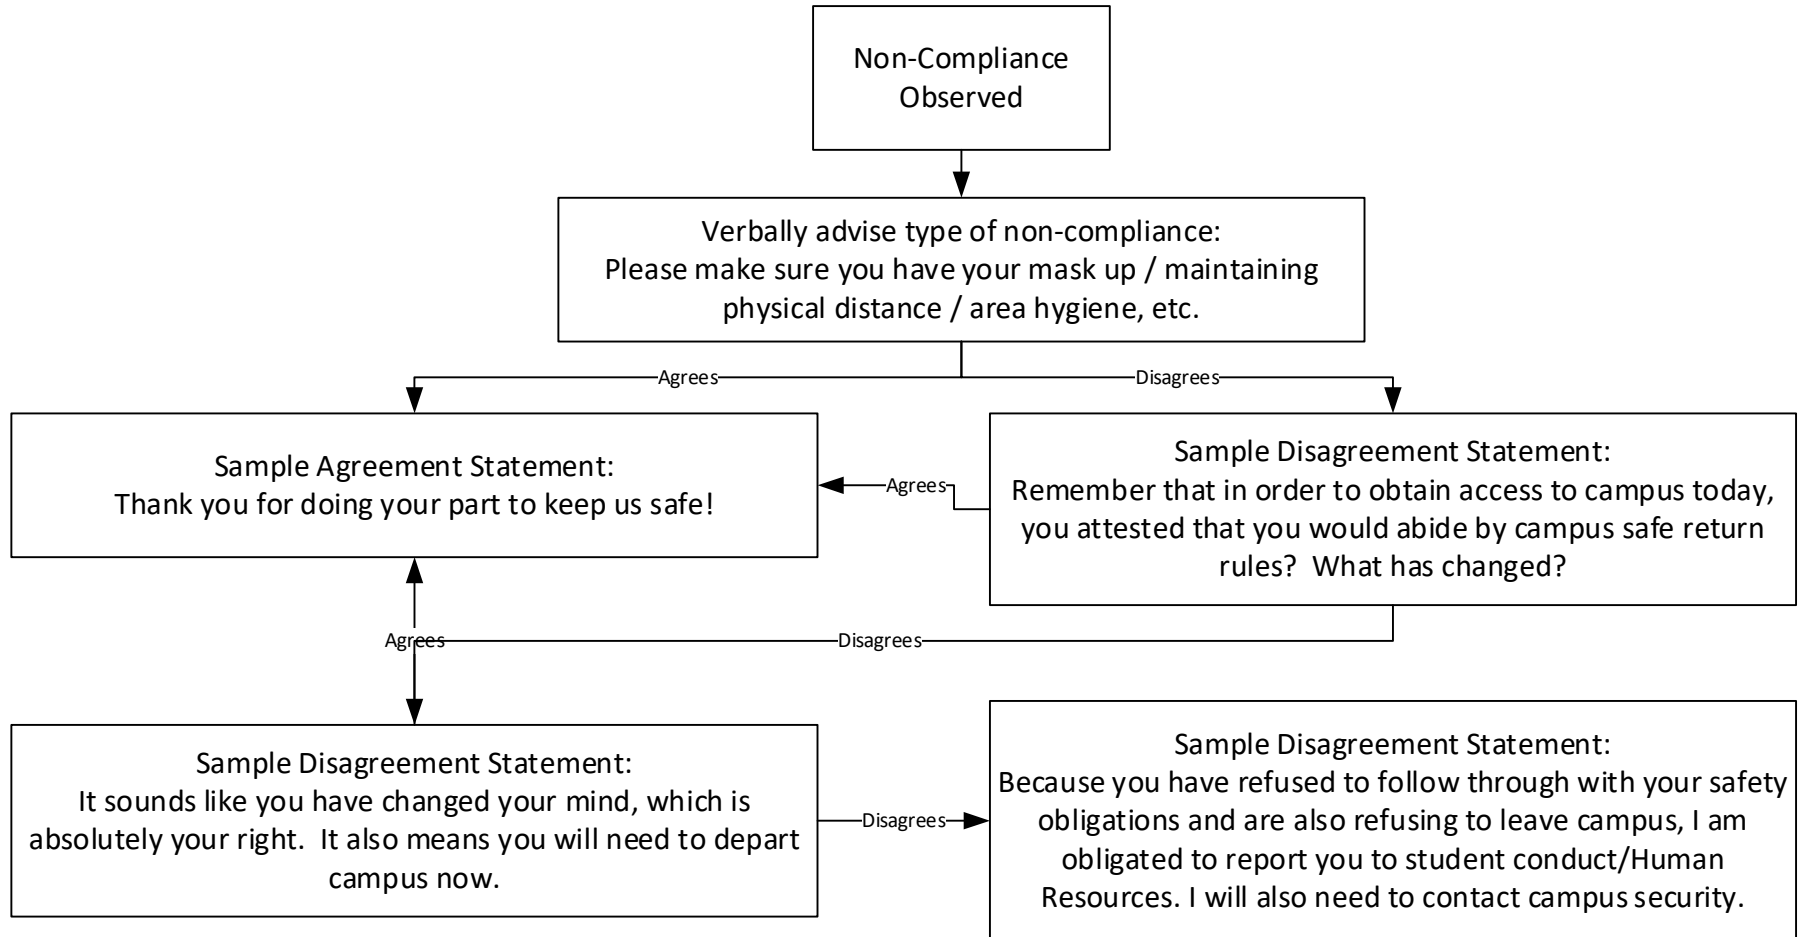 Non-Compliance
Observed
Verbally advise type of non-compliance:
Please make sure you have your mask up / maintaining
physical distance / area hygiene, etc.
Agrees
Disagrees
Sample Agreement Statement:
Thank you for doing your part to keep us safe!
Agrees
Sample Disagreement Statement:
Remember that in order to obtain access to campus today,
you attested that you would abide by campus safe return
rules?  What has changed?
Agrees
Disagrees
Sample Disagreement Statement:
It sounds like you have changed your mind, which is
absolutely your right.  It also means you will need to depart
campus now.
Disagrees
Sample Disagreement Statement:
Because you have refused to follow through with your safety
obligations and are also refusing to leave campus, I am
obligated to report you to student conduct/Human
Resources. I will also need to contact campus security.